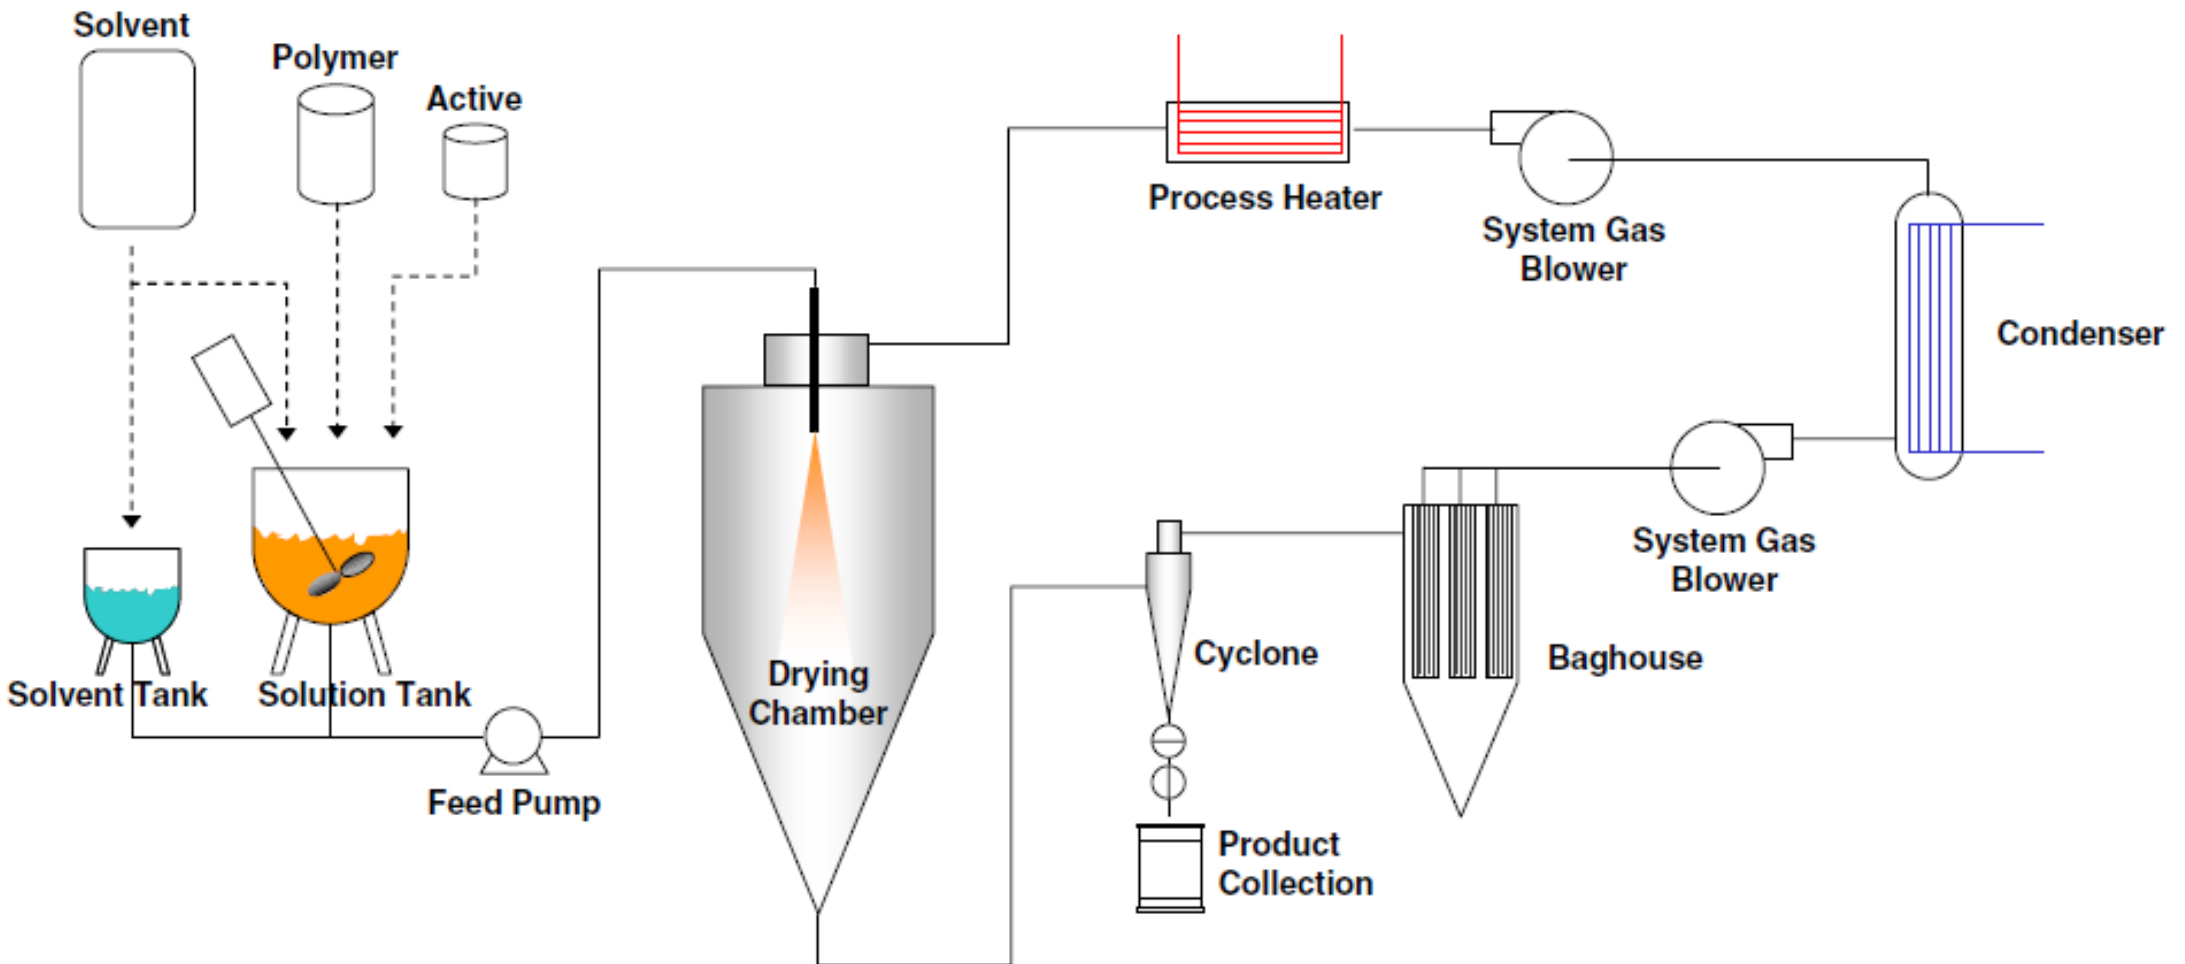 Solvent
Polymer
Active
Process Heater
System Gas
Blower
Condenser
System Gas
Blower
Cyclone
Baghouse
Drying
Chamber
Solvent Tank
Solution Tank
Feed Pump
Product
Collection